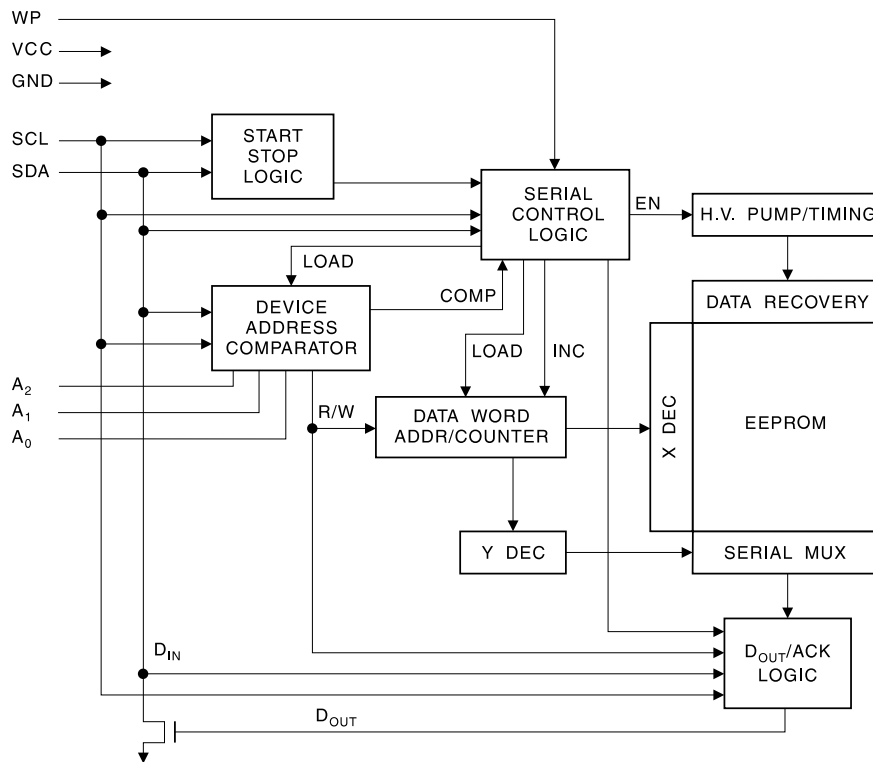 WP
VCC
GND
SCL
SDA
START
STOP
LOGIC
SERIAL
CONTROL
LOGIC
EN
H.V. PUMP/TIMING
LOAD
COMP
DATA RECOVERY
DEVICE
ADDRESS
COMPARATOR
LOAD
INC
A2
A1
A0
R/W
DATA WORD
ADDR/COUNTER
X DEC
EEPROM
Y DEC
SERIAL MUX
DIN
DOUT/ACK
LOGIC
DOUT